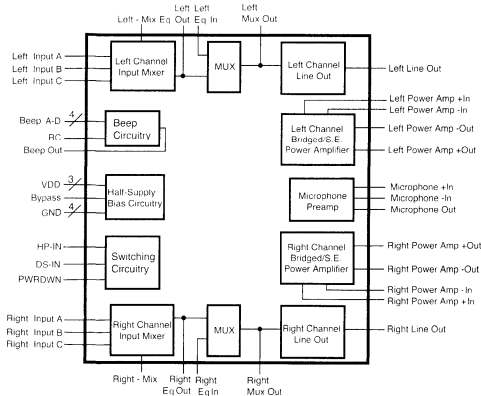 Left - Mix
Left Eq Out
Left Eq In
Left Mux Out
Left Input A
Left Input B
Left Input C
Left Channel
Input Mixer
MUX
Left Channel
Line Out
Left Line Out
Left Power Amp +In
Left Power Amp -In
Beep A-D
4
RC
Beep Out
Beep
Circuitry
Left Channel
Bridged/S.E.
Power Amplifier
Left Power Amp -Out
Left Power Amp +Out
VDD
3
Bypass
GND
4
Half-Supply
Bias Circuitry
Microphone
Preamp
Microphone +In
Microphone -In
Microphone Out
HP-IN
DS-IN
PWRDWN
Switching
Circuitry
Right Channel
Bridged/S.E.
Power Amplifier
Right Power Amp +Out
Right Power Amp -Out
Right Power Amp - In
Right Power Amp +In
Right Input A
Right Input B
Right Input C
Right Channel
Input Mixer
MUX
Right Channel
Line Out
Right Line Out
Right - Mix
Right Eq Out
Right Eq In
Right Mux Out